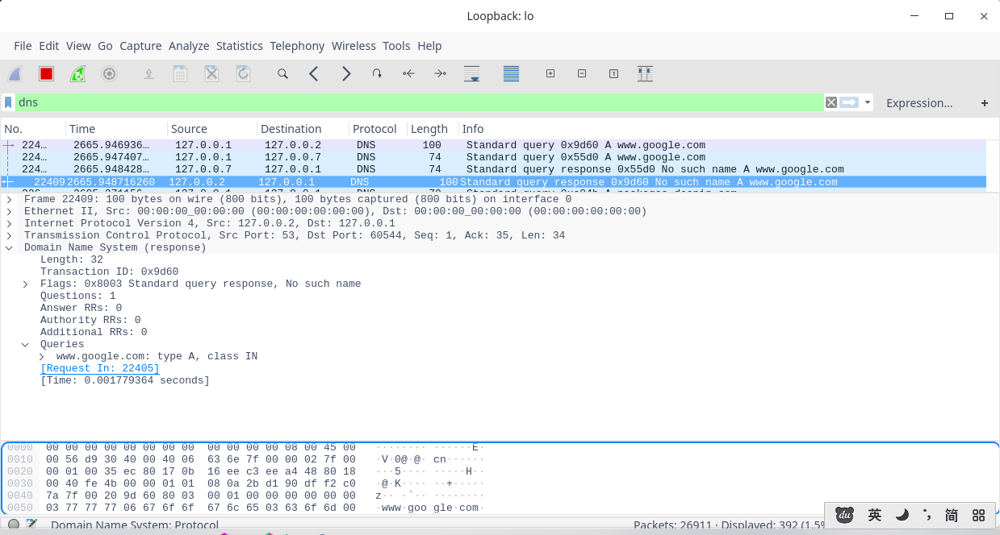 Loopback: lo
File Edit View Go Capture Analyze Statistics Telephony Wireless Tools Help
dns
Expression… +
No. Time Source Destination Protocol Length Info
224… 2665.946936… 127.0.0.1 127.0.0.2 DNS 100 Standard query 0x9d60 A www.google.com
224… 2665.947407… 127.0.0.1 127.0.0.7 DNS 74 Standard query 0x55d0 A www.google.com
224… 2665.948428… 127.0.0.7 127.0.0.1 DNS 74 Standard query response 0x55d0 No such name A www.google.com
22409 2665.948716260 127.0.0.2 127.0.0.1 DNS 100 Standard query response 0x9d60 No such name A www.google.com
Frame 22409: 100 bytes on wire (800 bits), 100 bytes captured (800 bits) on interface 0
Ethernet II, Src: 00:00:00_00:00:00 (00:00:00:00:00:00), Dst: 00:00:00_00:00:00 (00:00:00:00:00:00)
Internet Protocol Version 4, Src: 127.0.0.2, Dst: 127.0.0.1
Transmission Control Protocol, Src Port: 53, Dst Port: 60544, Seq: 1, Ack: 35, Len: 34
Domain Name System (response)
Length: 32
Transaction ID: 0x9d60
Flags: 0x8003 Standard query response, No such name
Questions: 1
Answer RRs: 0
Authority RRs: 0
Additional RRs: 0
Queries
www.google.com: type A, class IN
[Request In: 22405]
[Time: 0.001779364 seconds]
0000 00 00 00 00 00 00 00 00 00 00 00 00 08 00 45 00 ········ ······E·
0010 00 56 d9 30 40 00 40 06 63 6e 7f 00 00 02 7f 00 ·V·0@·@· cn······
0020 00 01 00 35 ec 80 17 0b 16 ee c3 ee a4 48 80 18 ···5···· ·····H··
0030 00 40 fe 4b 00 00 01 01 08 0a 2b d1 90 df f2 c0 ·@·K···· ··+·····
0040 7a 7f 00 20 9d 60 80 03 00 01 00 00 00 00 00 00 z·· ·`·· ········
0050 03 77 77 77 06 67 6f 6f 67 6c 65 03 63 6f 6d 00 ·www·goo gle·com·
Domain Name System: Protocol Packets: 26911 · Displayed: 392 (1.5%
du 英 简